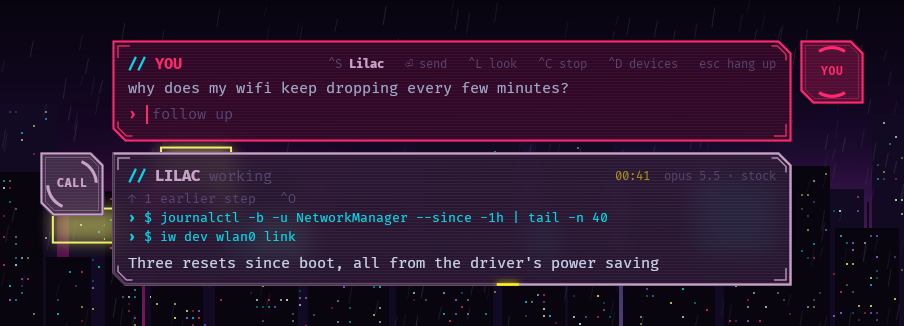 // YOU ^S Lilac ⏎ send ^L look ^C stop ^D devices esc hang up
YOU
why does my wifi keep dropping every few minutes?
› follow up
CALL
// LILAC working 00:41 opus 5.5 · stock
↑ 1 earlier step ^O
› $ journalctl -b -u NetworkManager --since -1h | tail -n 40
› $ iw dev wlan0 link
Three resets since boot, all from the driver's power saving